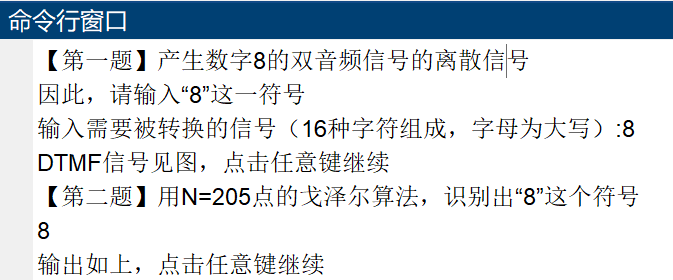 命令行窗口
【第一题】产生数字8的双音频信号的离散信号
因此，请输入“8”这一符号
输入需要被转换的信号（16种字符组成，字母为大写）:8
DTMF信号见图，点击任意键继续
【第二题】用N=205点的戈泽尔算法，识别出“8”这个符号
8
输出如上，点击任意键继续